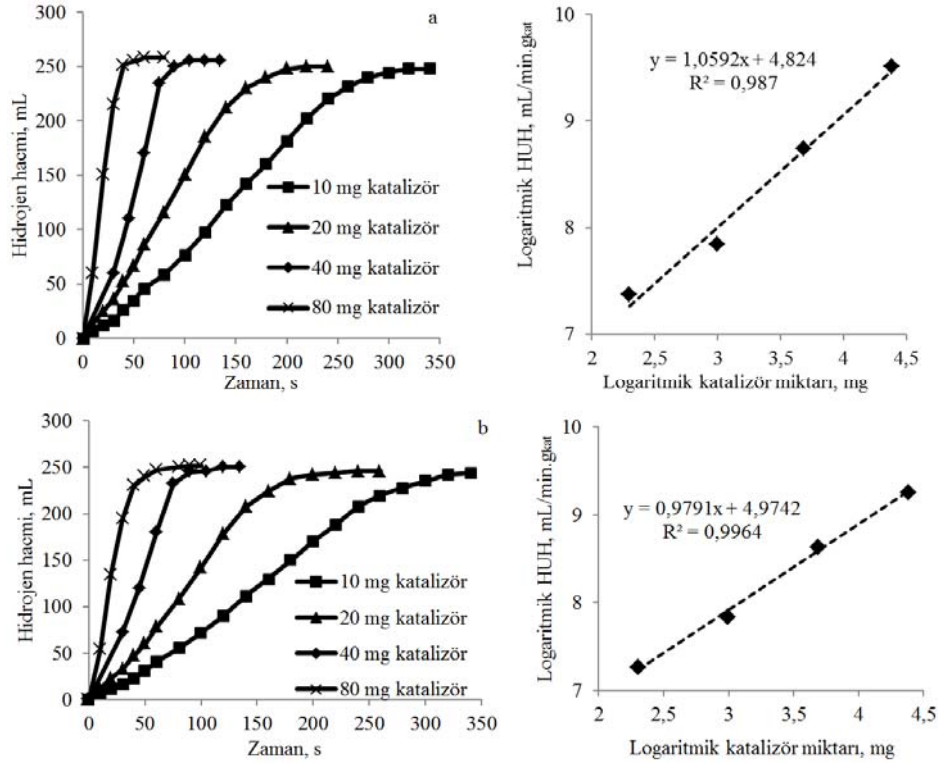 a
Hidrojen hacmi, mL
300
250
200
150
100
50
0
10 mg katalizör
20 mg katalizör
40 mg katalizör
80 mg katalizör
0 50 100 150 200 250 300 350
Zaman, s
Logaritmik HUH, mL/min.gkat
10
9
8
7
y = 1,0592x + 4,824
R² = 0,987
2 2,5 3 3,5 4 4,5
Logaritmik katalizör miktarı, mg
b
Hidrojen hacmi, mL
300
250
200
150
100
50
0
10 mg katalizör
20 mg katalizör
40 mg katalizör
80 mg katalizör
0 50 100 150 200 250 300 350
Zaman, s
Logaritmik HUH, mL/min.gkat
10
9
8
7
y = 0,9791x + 4,9742
R² = 0,9964
2 2,5 3 3,5 4 4,5
Logaritmik katalizör miktarı, mg